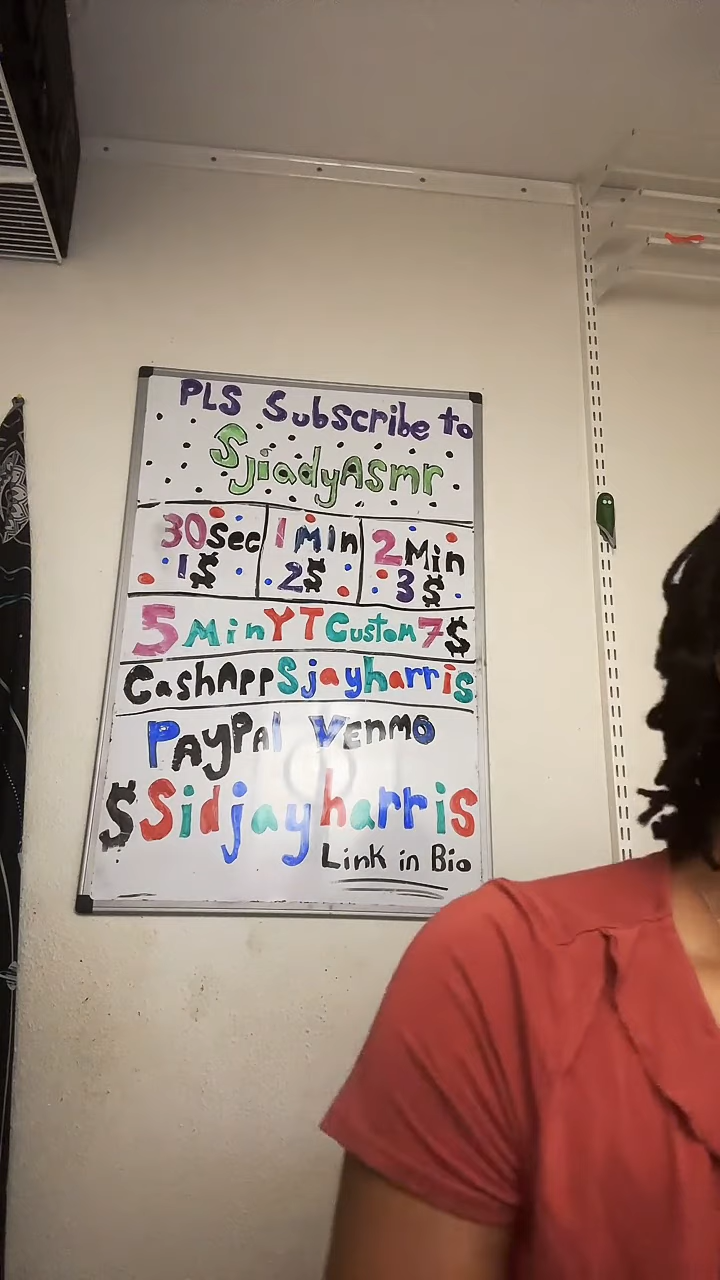 PLS Subscribe to
SjiadyAsmr
30sec 1Min 2Min
1$ 2$ 3$
5 Min YT Custom 7$
CashApp Sjayharris
PayPal Venmo
$Sidjayharris
Link in Bio